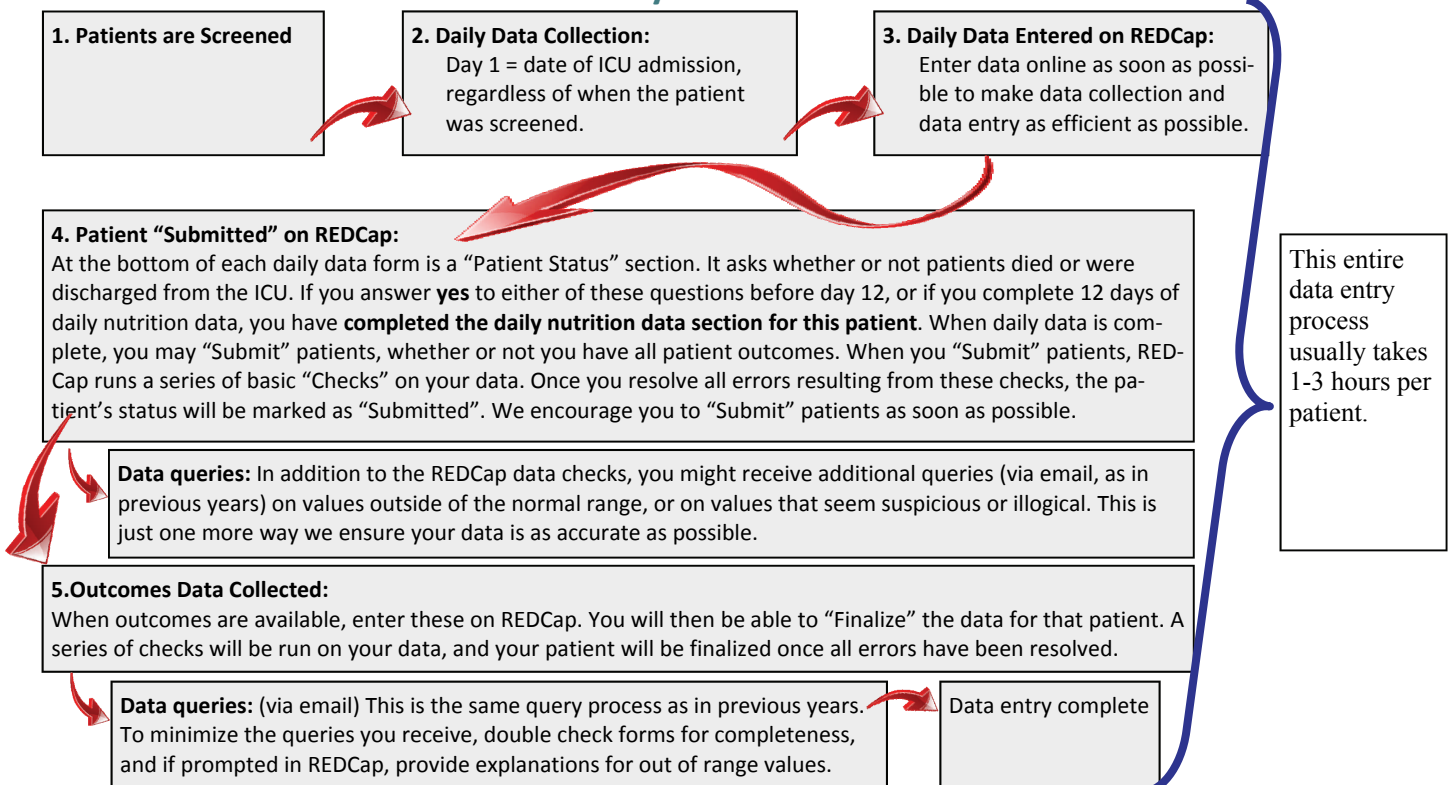 1. Patients are Screened
2. Daily Data Collection:
Day 1 = date of ICU admission,
regardless of when the patient
was screened.
3. Daily Data Entered on REDCap:
Enter data online as soon as possi-
ble to make data collection and
data entry as efficient as possible.
4. Patient “Submitted” on REDCap:
At the bottom of each daily data form is a “Patient Status” section. It asks whether or not patients died or were
discharged from the ICU. If you answer yes to either of these questions before day 12, or if you complete 12 days of
daily nutrition data, you have completed the daily nutrition data section for this patient. When daily data is com-
plete, you may “Submit” patients, whether or not you have all patient outcomes. When you “Submit” patients, RED-
Cap runs a series of basic “Checks” on your data. Once you resolve all errors resulting from these checks, the pa-
tient’s status will be marked as “Submitted”. We encourage you to “Submit” patients as soon as possible.
Data queries: In addition to the REDCap data checks, you might receive additional queries (via email, as in
previous years) on values outside of the normal range, or on values that seem suspicious or illogical. This is
just one more way we ensure your data is as accurate as possible.
5.Outcomes Data Collected:
When outcomes are available, enter these on REDCap. You will then be able to “Finalize” the data for that patient. A
series of checks will be run on your data, and your patient will be finalized once all errors have been resolved.
Data queries: (via email) This is the same query process as in previous years.
To minimize the queries you receive, double check forms for completeness,
and if prompted in REDCap, provide explanations for out of range values.
Data entry complete
This entire
data entry
process
usually takes
1-3 hours per
patient.